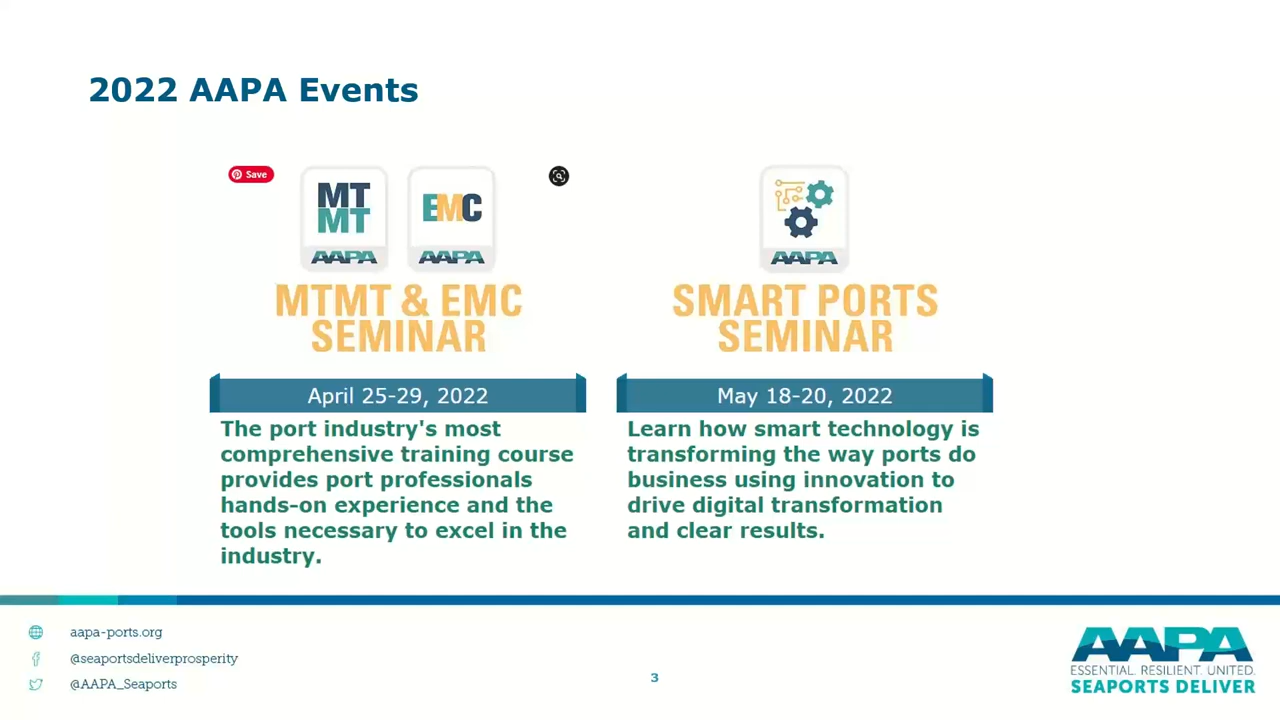 2022 AAPA Events
Save
MT
MT
AAPA
EMC
AAPA
MTMT & EMC
SEMINAR
April 25-29, 2022
The port industry's most
comprehensive training course
provides port professionals
hands-on experience and the
tools necessary to excel in the
industry.
AAPA
SMART PORTS
SEMINAR
May 18-20, 2022
Learn how smart technology is
transforming the way ports do
business using innovation to
drive digital transformation
and clear results.
aapa-ports.org
@seaportsdeliverprosperity
@AAPA_Seaports
3
AAPA
ESSENTIAL. RESILIENT. UNITED.
SEAPORTS DELIVER